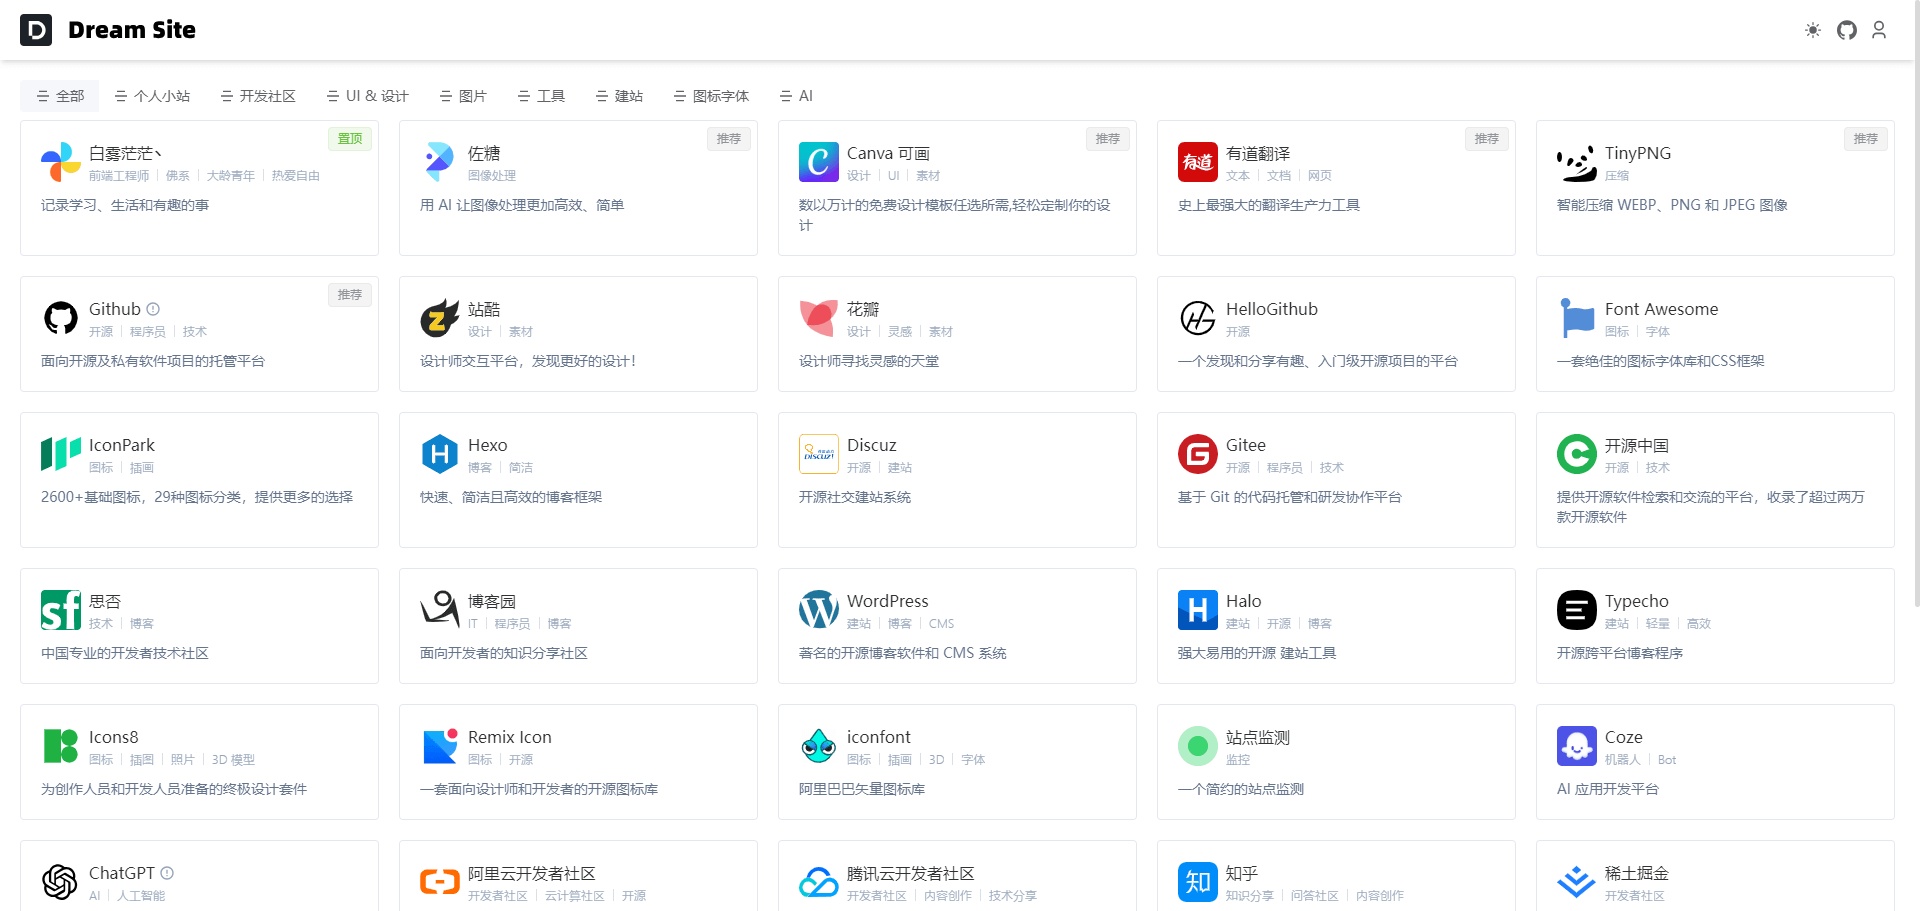 D Dream Site
全部 个人小站 开发社区 UI & 设计 图片 工具 建站 图标字体 AI
置顶
白雾茫茫丶
前端工程师 佛系 大龄青年 热爱自由
记录学习、生活和有趣的事
推荐
佐糖
图像处理
用 AI 让图像处理更加高效、简单
推荐
C
Canva 可画
设计 UI 素材
数以万计的免费设计模板任选所需,轻松定制你的设
计
推荐
有道
有道翻译
文本 文档 网页
史上最强大的翻译生产力工具
推荐
TinyPNG
压缩
智能压缩 WEBP、PNG 和 JPEG 图像
推荐
Github
开源 程序员 技术
面向开源及私有软件项目的托管平台
站酷
设计 素材
设计师交互平台，发现更好的设计！
花瓣
设计 灵感 素材
设计师寻找灵感的天堂
HelloGithub
开源
一个发现和分享有趣、入门级开源项目的平台
Font Awesome
图标 字体
一套绝佳的图标字体库和CSS框架
IconPark
图标 插画
2600+基础图标，29种图标分类，提供更多的选择
H
Hexo
博客 简洁
快速、简洁且高效的博客框架
DISCUZ!
Discuz
开源 建站
开源社交建站系统
G
Gitee
开源 程序员 技术
基于 Git 的代码托管和研发协作平台
C
开源中国
开源 技术
提供开源软件检索和交流的平台，收录了超过两万
款开源软件
sf
思否
技术 博客
中国专业的开发者技术社区
博客园
IT 程序员 博客
面向开发者的知识分享社区
W
WordPress
建站 博客 CMS
著名的开源博客软件和 CMS 系统
H
Halo
建站 开源 博客
强大易用的开源 建站工具
Typecho
建站 轻量 高效
开源跨平台博客程序
Icons8
图标 插图 照片 3D 模型
为创作人员和开发人员准备的终极设计套件
Remix Icon
图标 开源
一套面向设计师和开发者的开源图标库
iconfont
图标 插画 3D 字体
阿里巴巴矢量图标库
站点监测
监控
一个简约的站点监测
Coze
机器人 Bot
AI 应用开发平台
ChatGPT
AI 人工智能
阿里云开发者社区
开发者社区 云计算社区 开源
腾讯云开发者社区
开发者社区 内容创作 技术分享
知
知乎
知识分享 问答社区 内容创作
稀土掘金
开发者社区